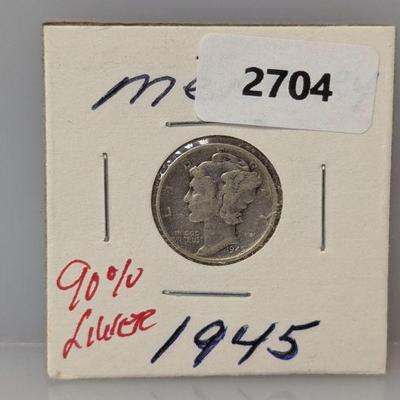 Me
2704
LIBERTY
IN GOD
WE TRUST
90%
SILVER
1945